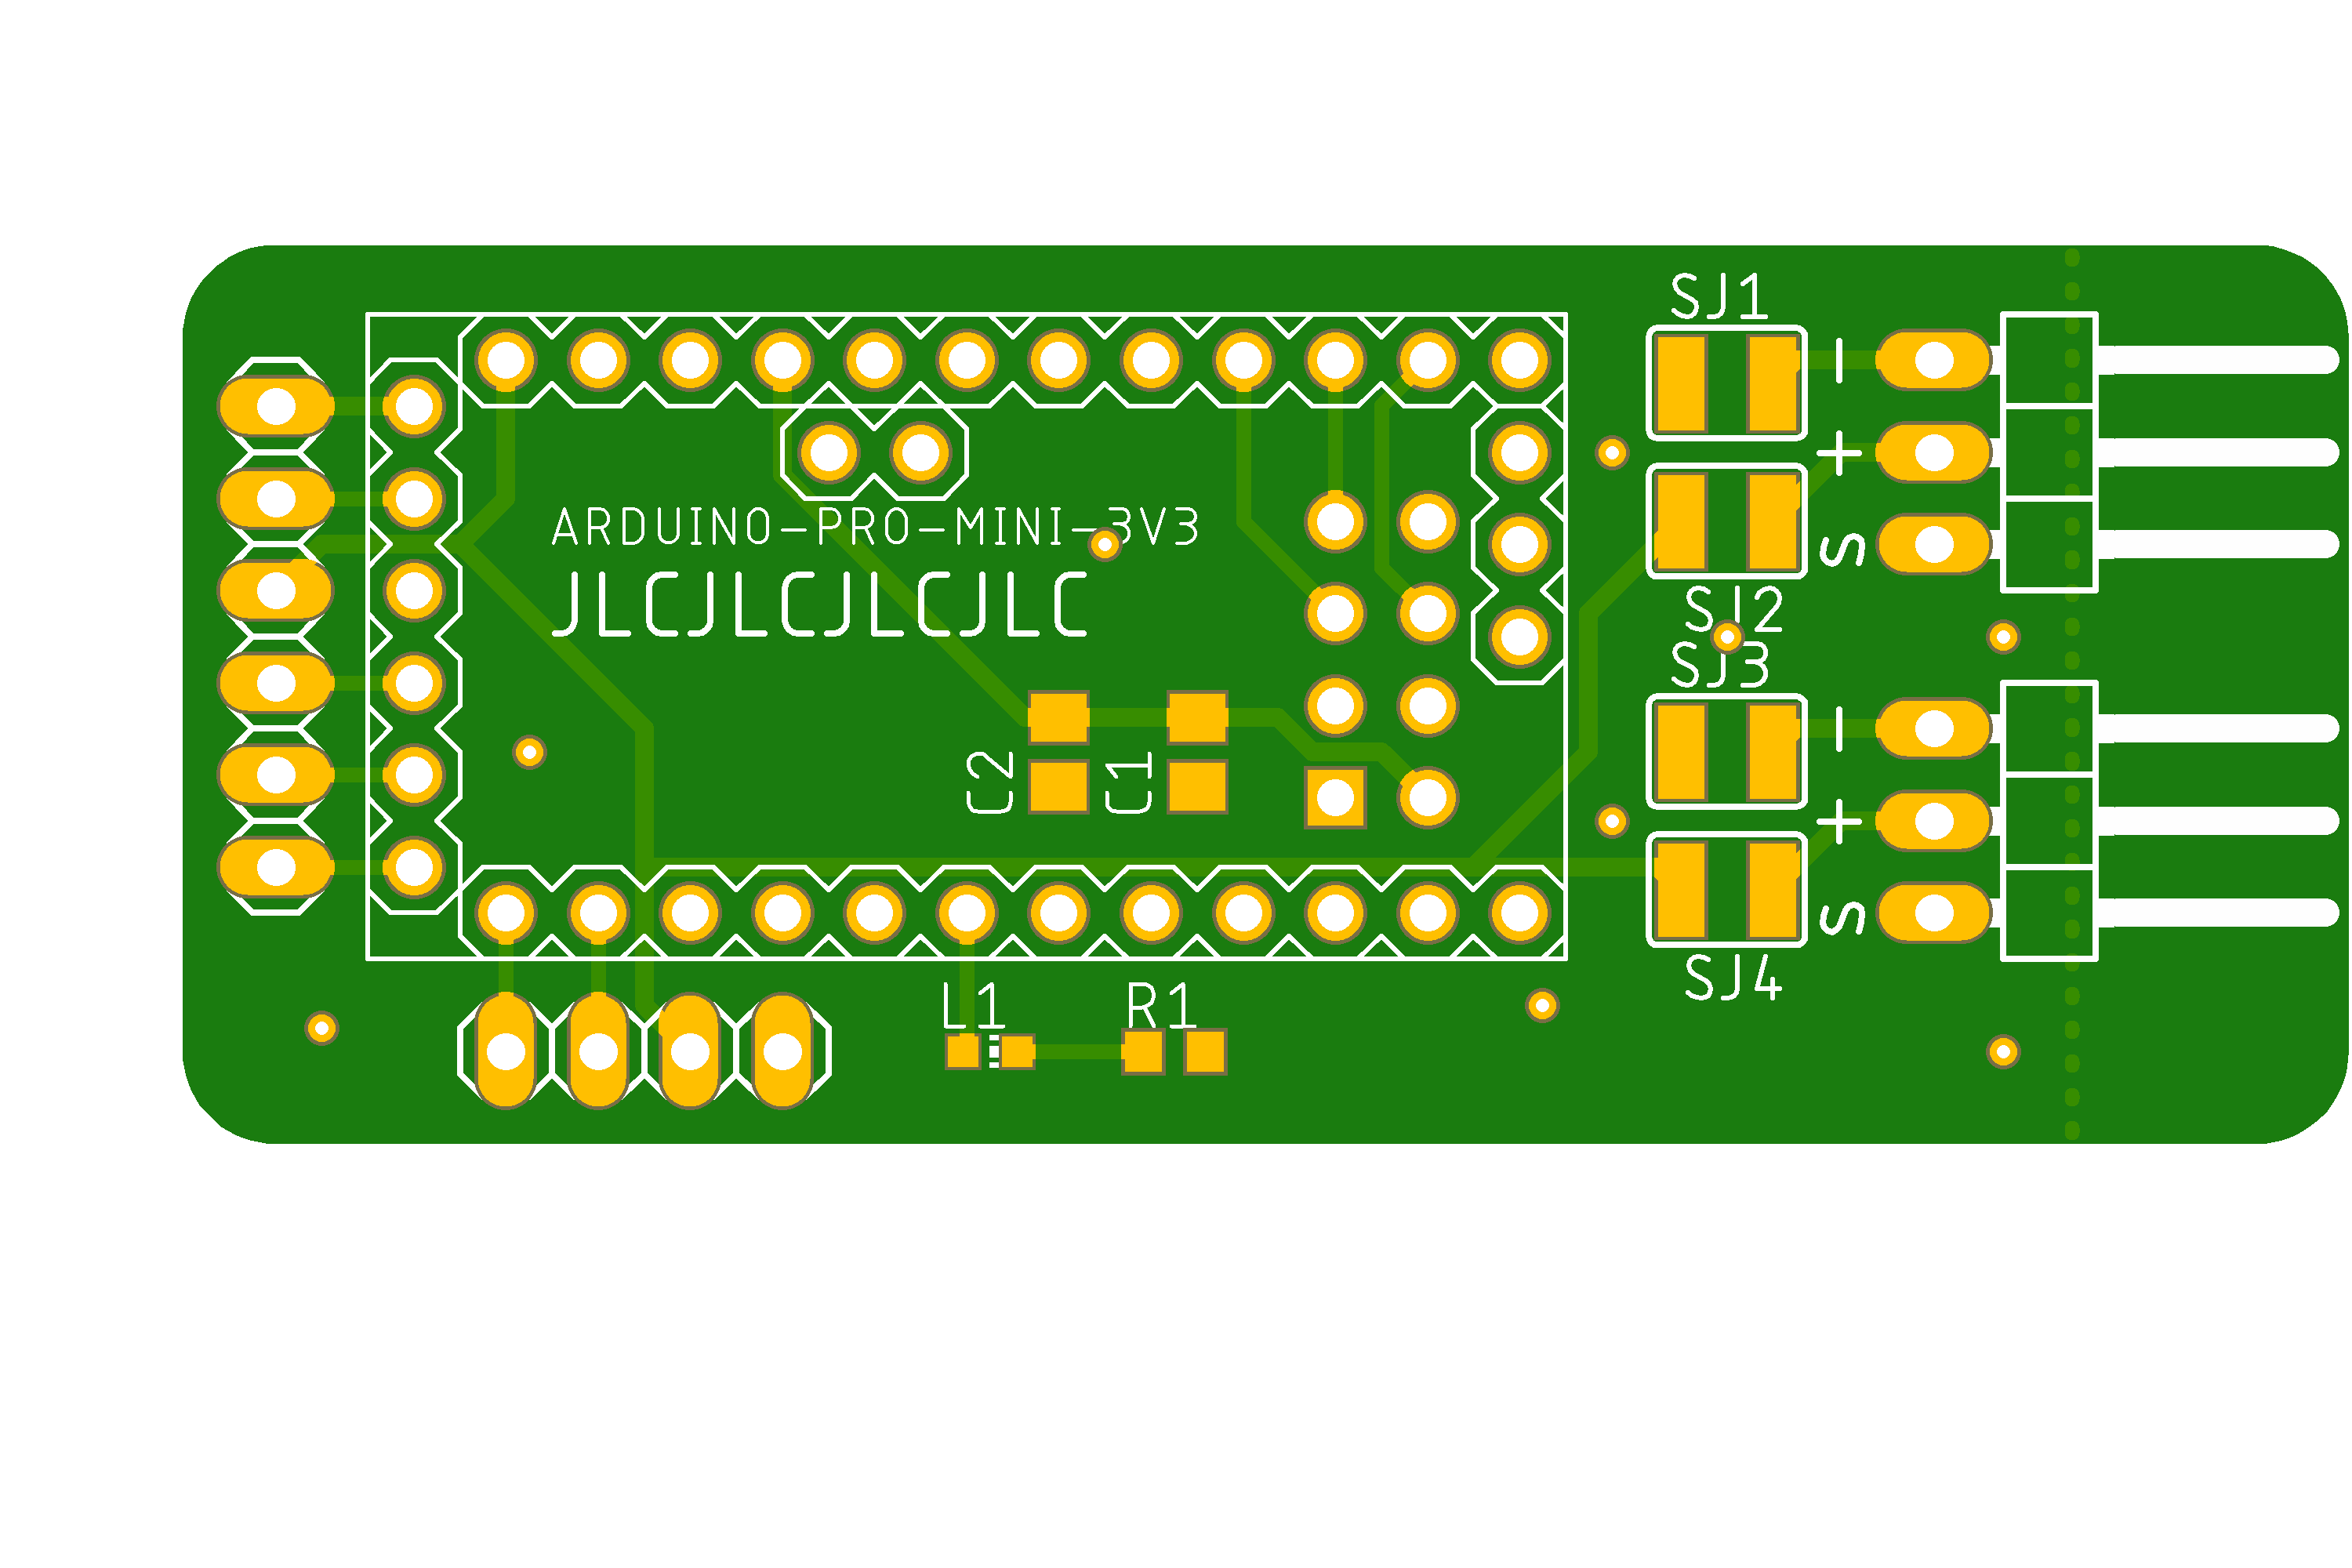 SJ1
−
+
S
ARDUINO-PRO-MINI-3V3
JLCJLCJLCJLC
SJ2
SJ3
−
+
S
C2
C1
SJ4
L1
R1